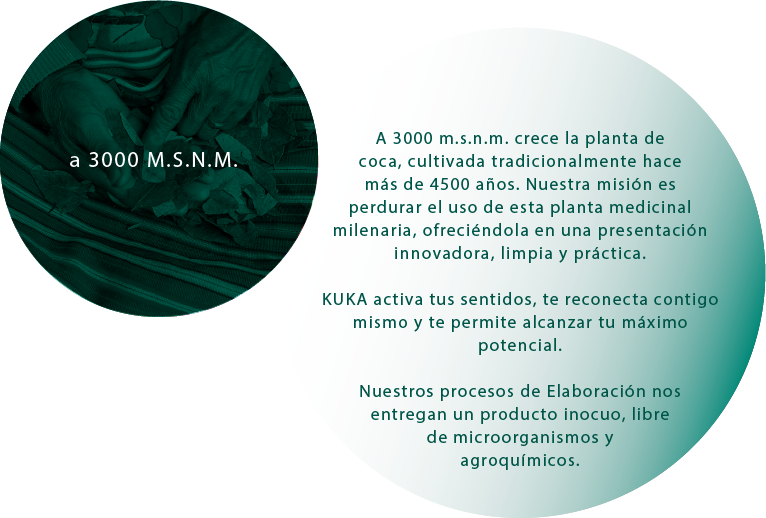 a 3000 M.S.N.M.
A 3000 m.s.n.m. crece la planta de
coca, cultivada tradicionalmente hace
más de 4500 años. Nuestra misión es
perdurar el uso de esta planta medicinal
milenaria, ofreciéndola en una presentación
innovadora, limpia y práctica.
KUKA activa tus sentidos, te reconecta contigo
mismo y te permite alcanzar tu máximo
potencial.
Nuestros procesos de Elaboración nos
entregan un producto inocuo, libre
de microorganismos y
agroquímicos.